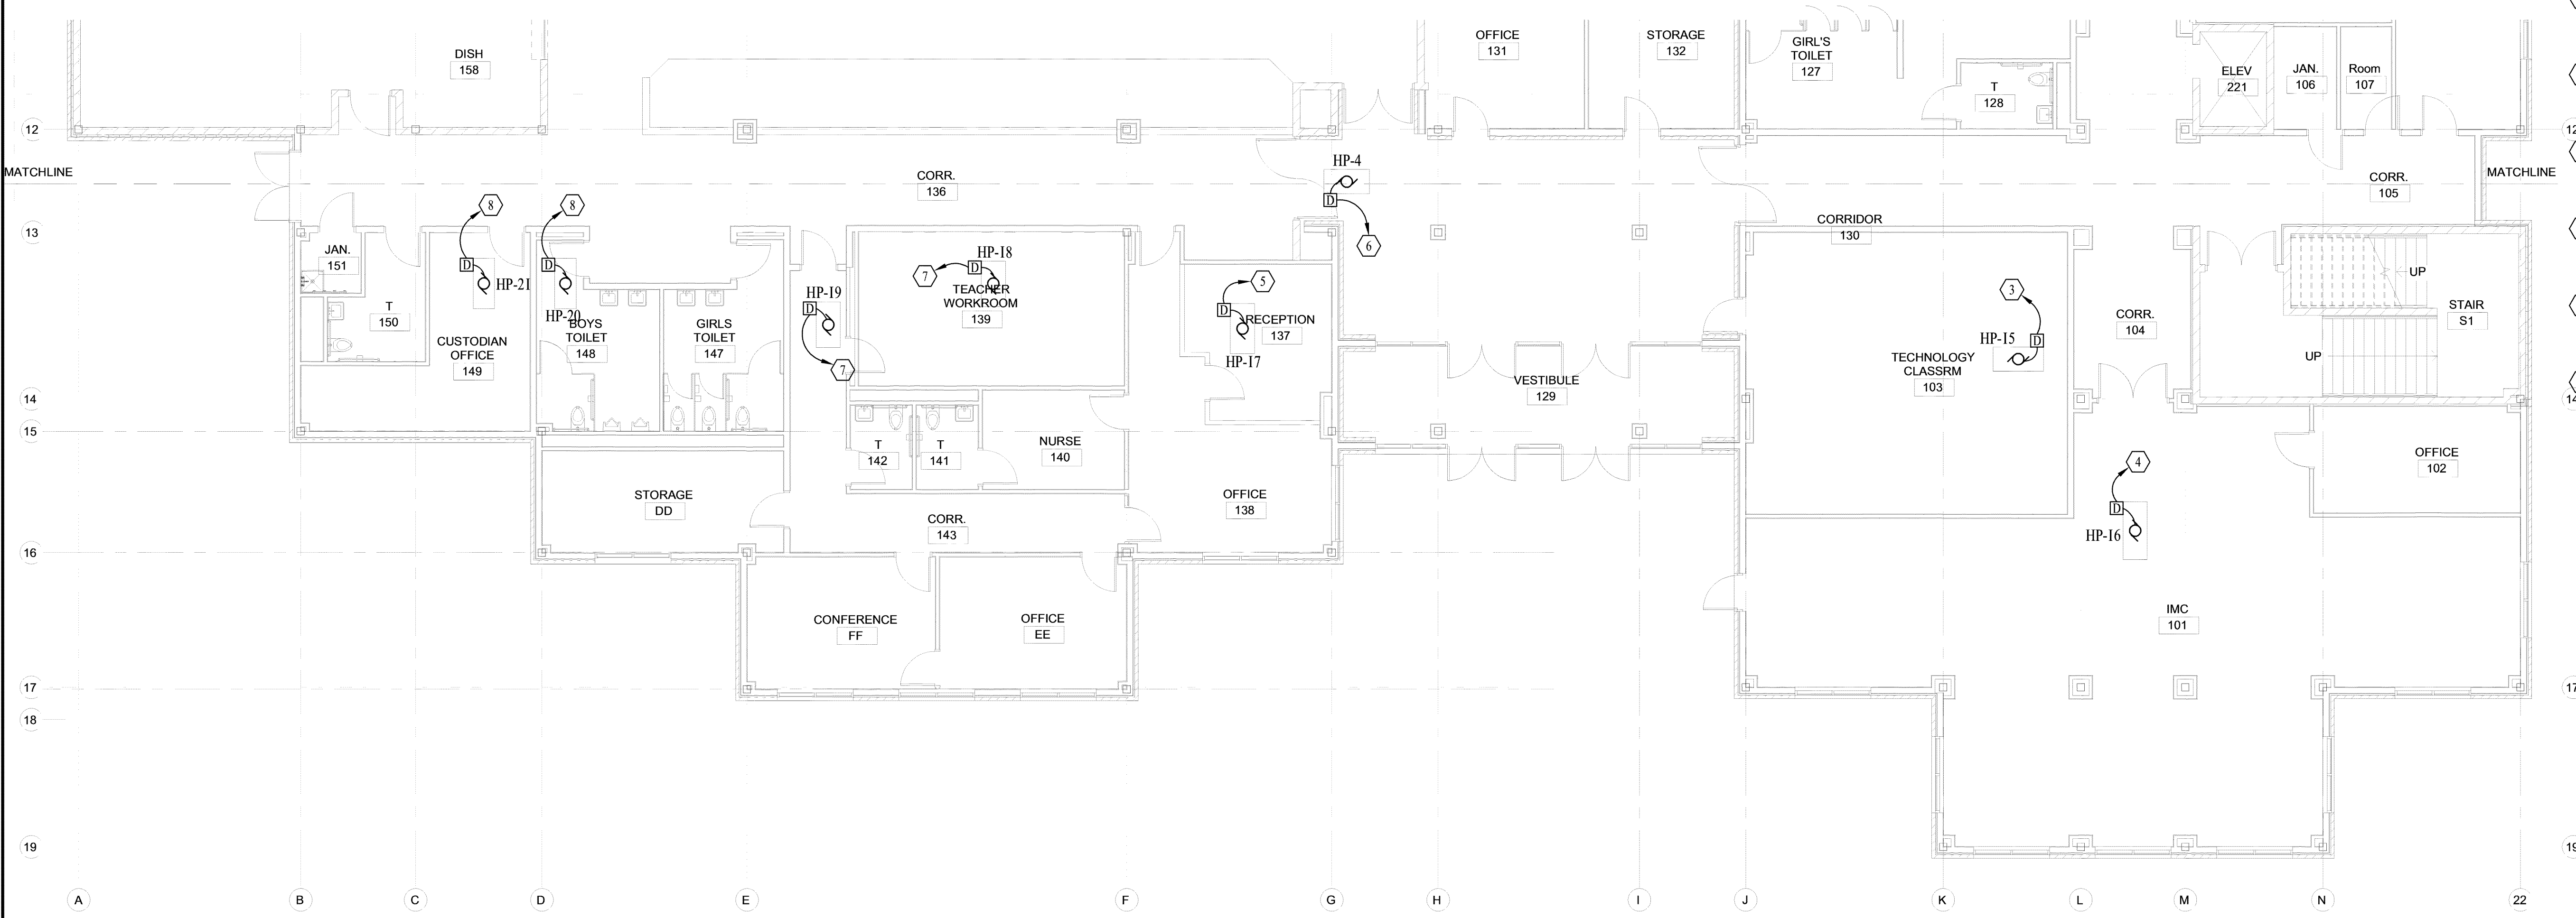 DISH
158
OFFICE
131
STORAGE
132
GIRL'S
TOILET
127
T
128
ELEV
221
JAN.
106
Room
107
12
12
MATCHLINE
CORR.
136
HP-4
D
6
CORR.
105
MATCHLINE
13
8
8
CORRIDOR
130
JAN.
151
D
HP-21
D
HP-20
HP-19
D
7
7
D
HP-18
TEACHER
WORKROOM
139
5
D
RECEPTION
137
HP-17
3
D
HP-15
UP
UP
STAIR
S1
T
150
CUSTODIAN
OFFICE
149
BOYS
TOILET
148
GIRLS
TOILET
147
CORR.
104
TECHNOLOGY
CLASSRM
103
VESTIBULE
129
14
14
15
T
142
T
141
NURSE
140
4
D
HP-16
OFFICE
102
STORAGE
DD
OFFICE
138
CORR.
143
16
CONFERENCE
FF
OFFICE
EE
IMC
101
17
17
18
19
19
A
B
C
D
E
F
G
H
I
J
K
L
M
N
22